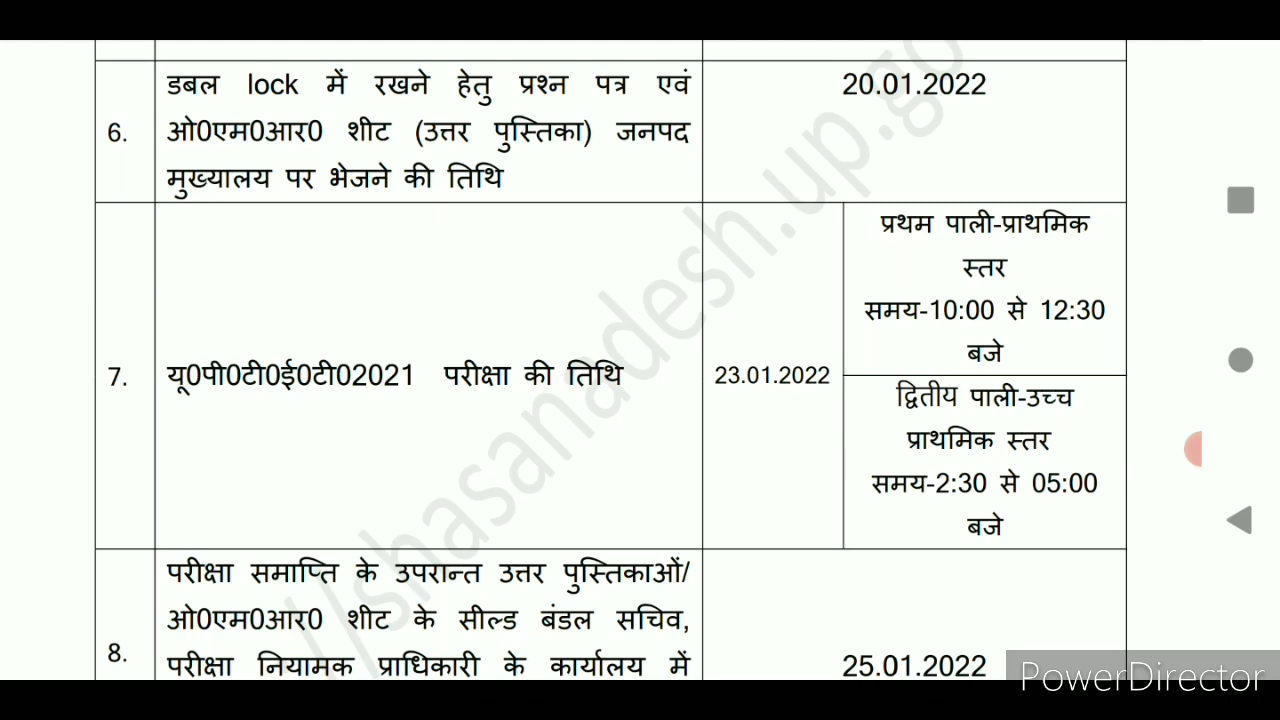 डबल lock में रखने हेतु प्रश्न पत्र एवं
6.
ओ0एम0आर0 शीट (उत्तर पुस्तिका) जनपद
मुख्यालय पर भेजने की तिथि
20.01.2022
7.
यू0पी0टी0ई0टी02021 परीक्षा की तिथि
23.01.2022
प्रथम पाली-प्राथमिक
स्तर
समय-10:00 से 12:30
बजे
द्वितीय पाली-उच्च
प्राथमिक स्तर
समय-2:30 से 05:00
बजे
परीक्षा समाप्ति के उपरान्त उत्तर पुस्तिकाओं/
ओ0एम0आर0 शीट के सील्ड बंडल सचिव,
8.
परीक्षा नियामक प्राधिकारी के कार्यालय में
25.01.2022
//shasanadesh.up.go
PowerDirector